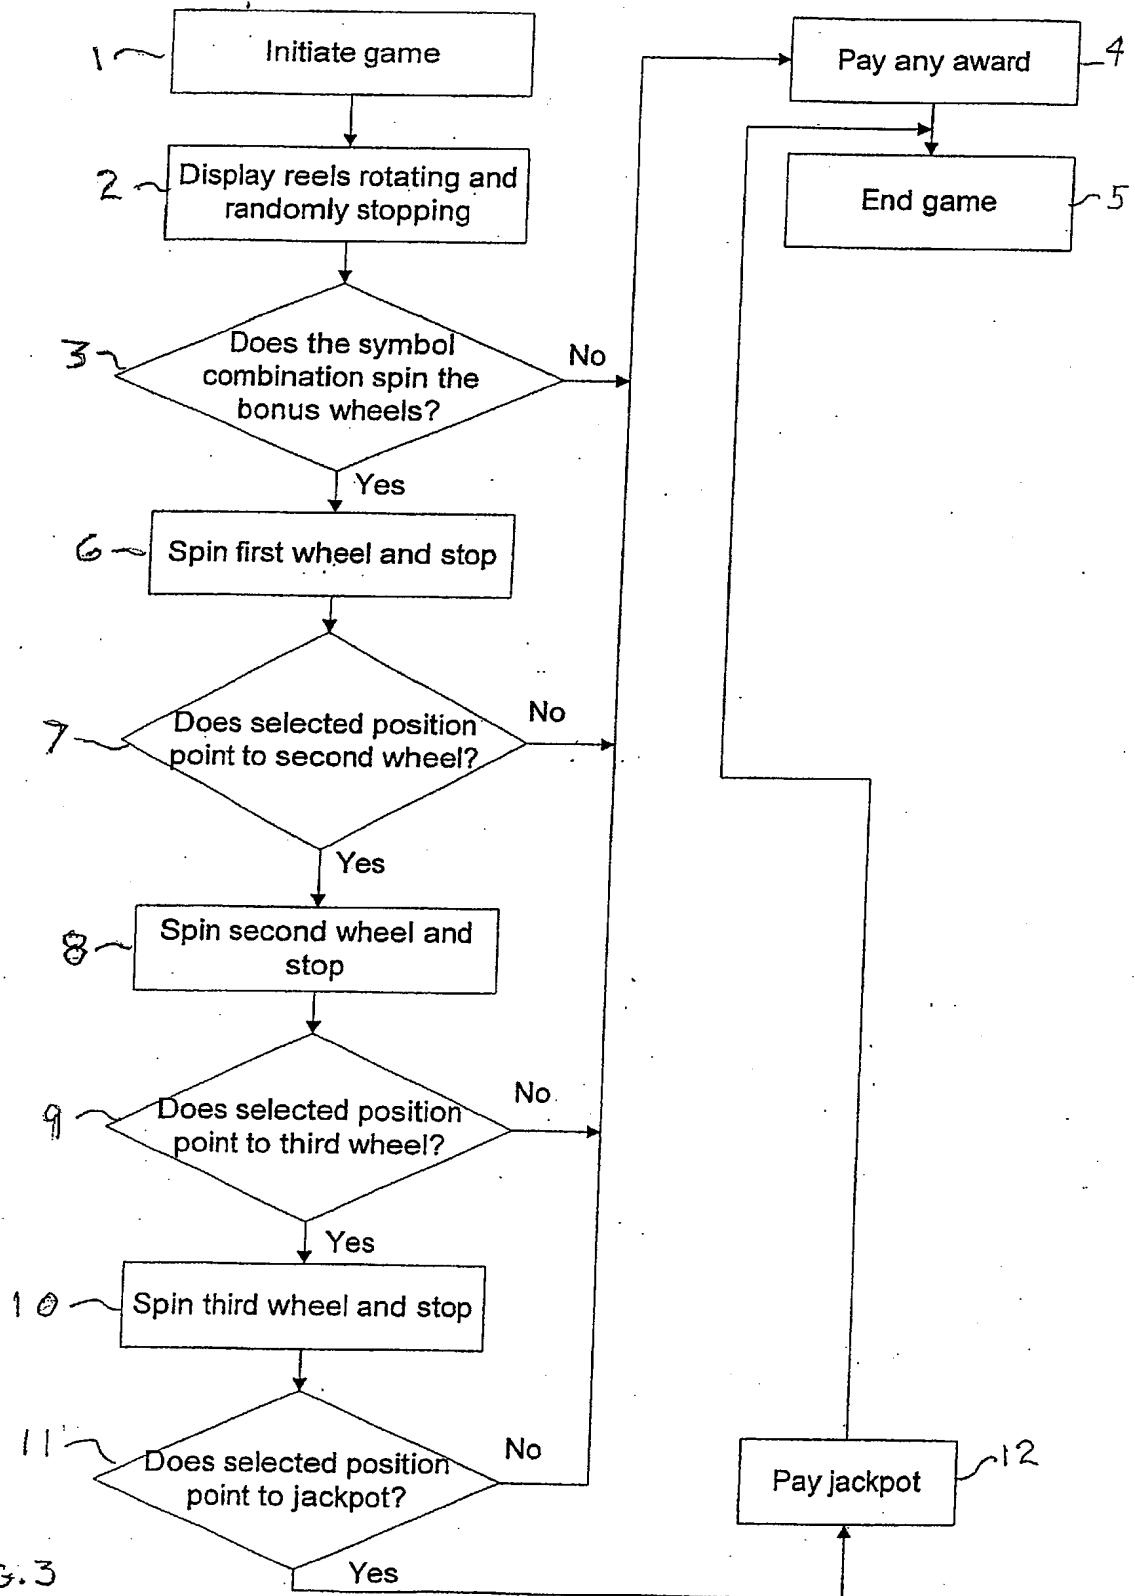 1
Initiate game
2
Display reels rotating and
randomly stopping
3
Does the symbol
combination spin the
bonus wheels?
No
Yes
6
Spin first wheel and stop
7
Does selected position
point to second wheel?
No
Yes
8
Spin second wheel and
stop
9
Does selected position
point to third wheel?
No
Yes
10
Spin third wheel and stop
11
Does selected position
point to jackpot?
No
Yes
Pay any award
4
End game
5
Pay jackpot
12
G.3